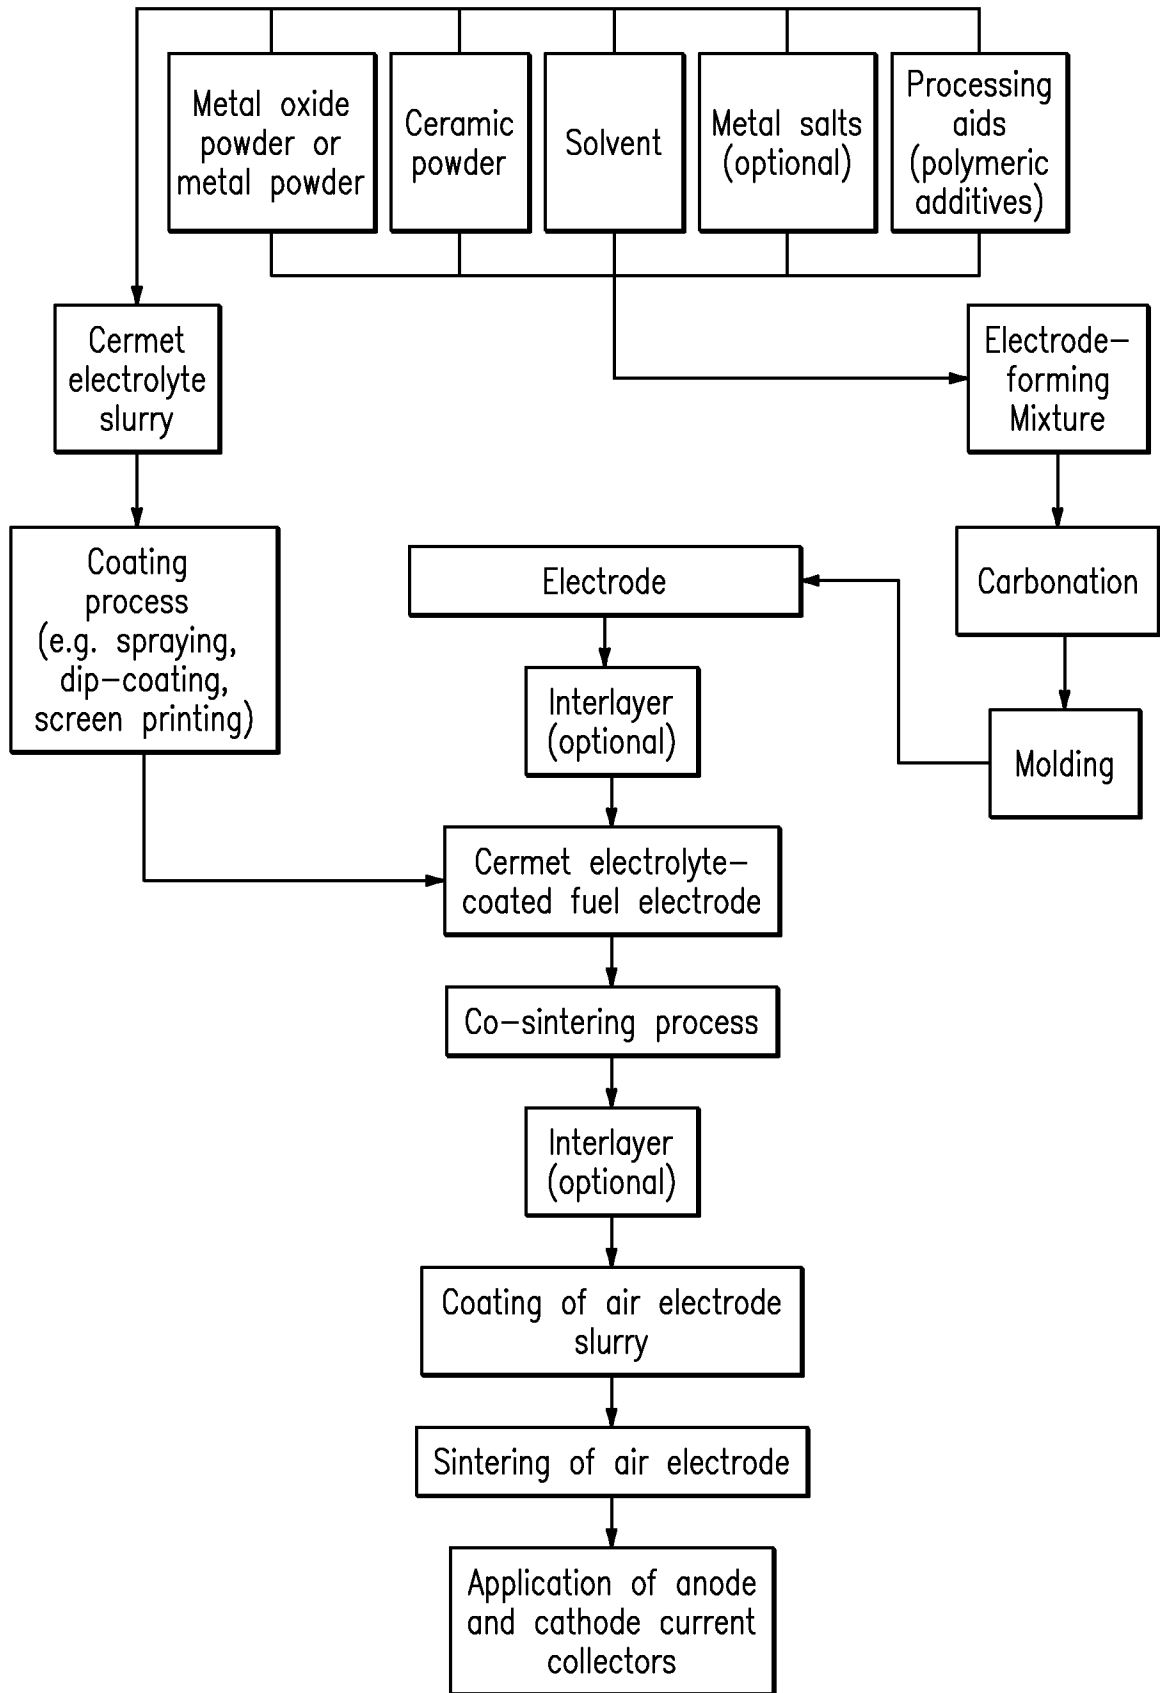 Metal oxide
powder or
metal powder
Ceramic
powder
Solvent
Metal salts
(optional)
Processing
aids
(polymeric
additives)
Cermet
electrolyte
slurry
Electrode-
forming
Mixture
Coating
process
(e.g. spraying,
dip-coating,
screen printing)
Electrode
Carbonation
Interlayer
(optional)
Molding
Cermet electrolyte-
coated fuel electrode
Co-sintering process
Interlayer
(optional)
Coating of air electrode
slurry
Sintering of air electrode
Application of anode
and cathode current
collectors